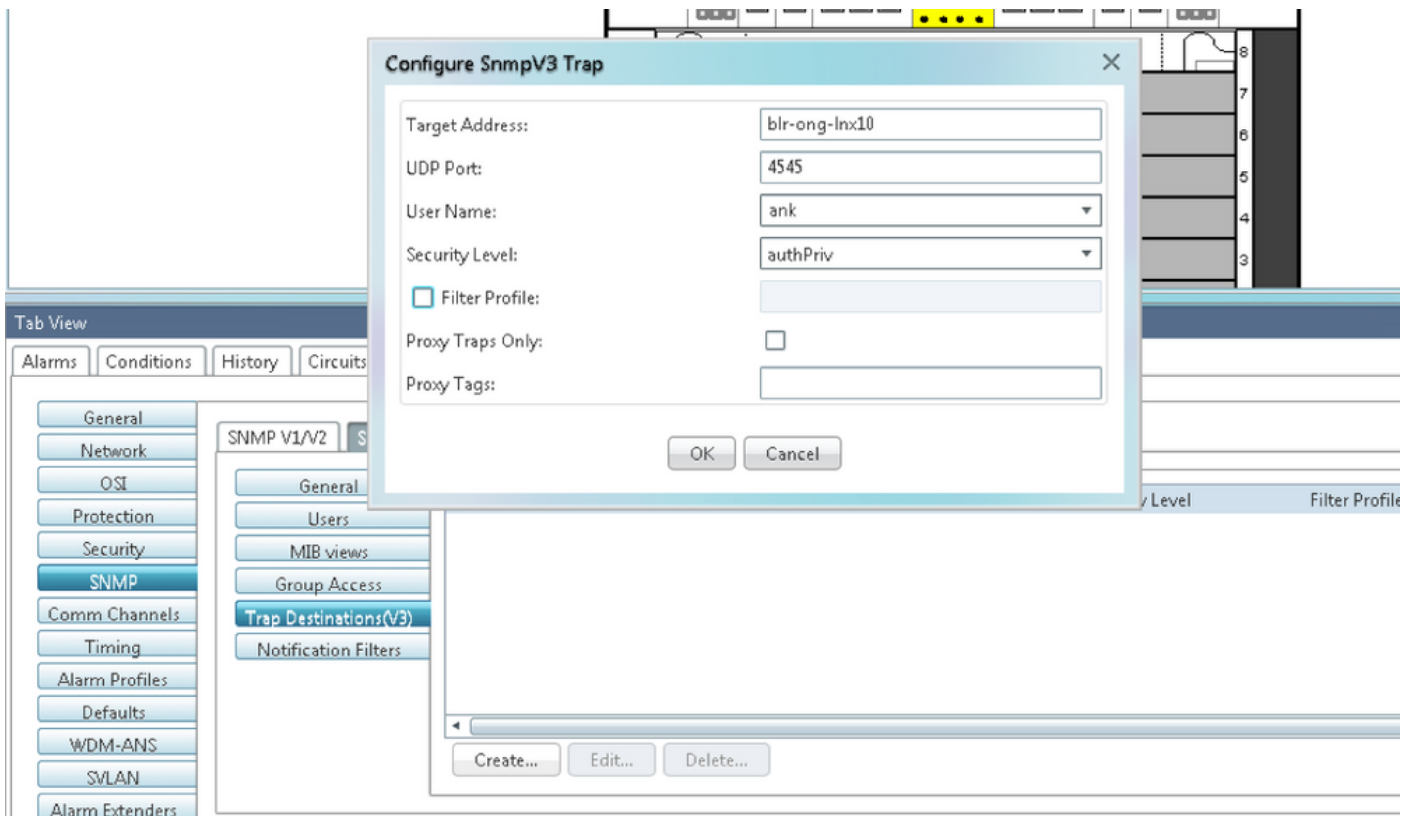 8
Configure SnmpV3 Trap
7
Target Address: blr-ong-lnx10
6
UDP Port: 4545
5
User Name: ank
4
Security Level: authPriv
3
Filter Profile:
Tab View
Proxy Traps Only:
Alarms Conditions History Circuits
Proxy Tags:
General
SNMP V1/V2 S
OK Cancel
Network
OSI
General
y Level Filter Profile
Protection
Users
Security
MIB views
SNMP
Group Access
Comm Channels
Trap Destinations(V3)
Timing
Notification Filters
Alarm Profiles
Defaults
WDM-ANS
Create... Edit... Delete...
SVLAN
Alarm Extenders